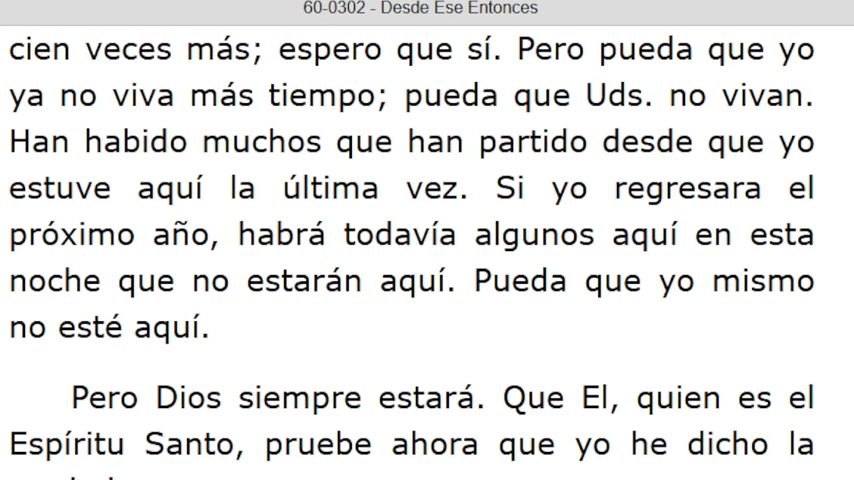 60-0302 - Desde Ese Entonces
cien veces más; espero que sí. Pero pueda que yo
ya no viva más tiempo; pueda que Uds. no vivan.
Han habido muchos que han partido desde que yo
estuve aquí la última vez. Si yo regresara el
próximo año, habrá todavía algunos aquí en esta
noche que no estarán aquí. Pueda que yo mismo
no esté aquí.
Pero Dios siempre estará. Que El, quien es el
Espíritu Santo, pruebe ahora que yo he dicho la